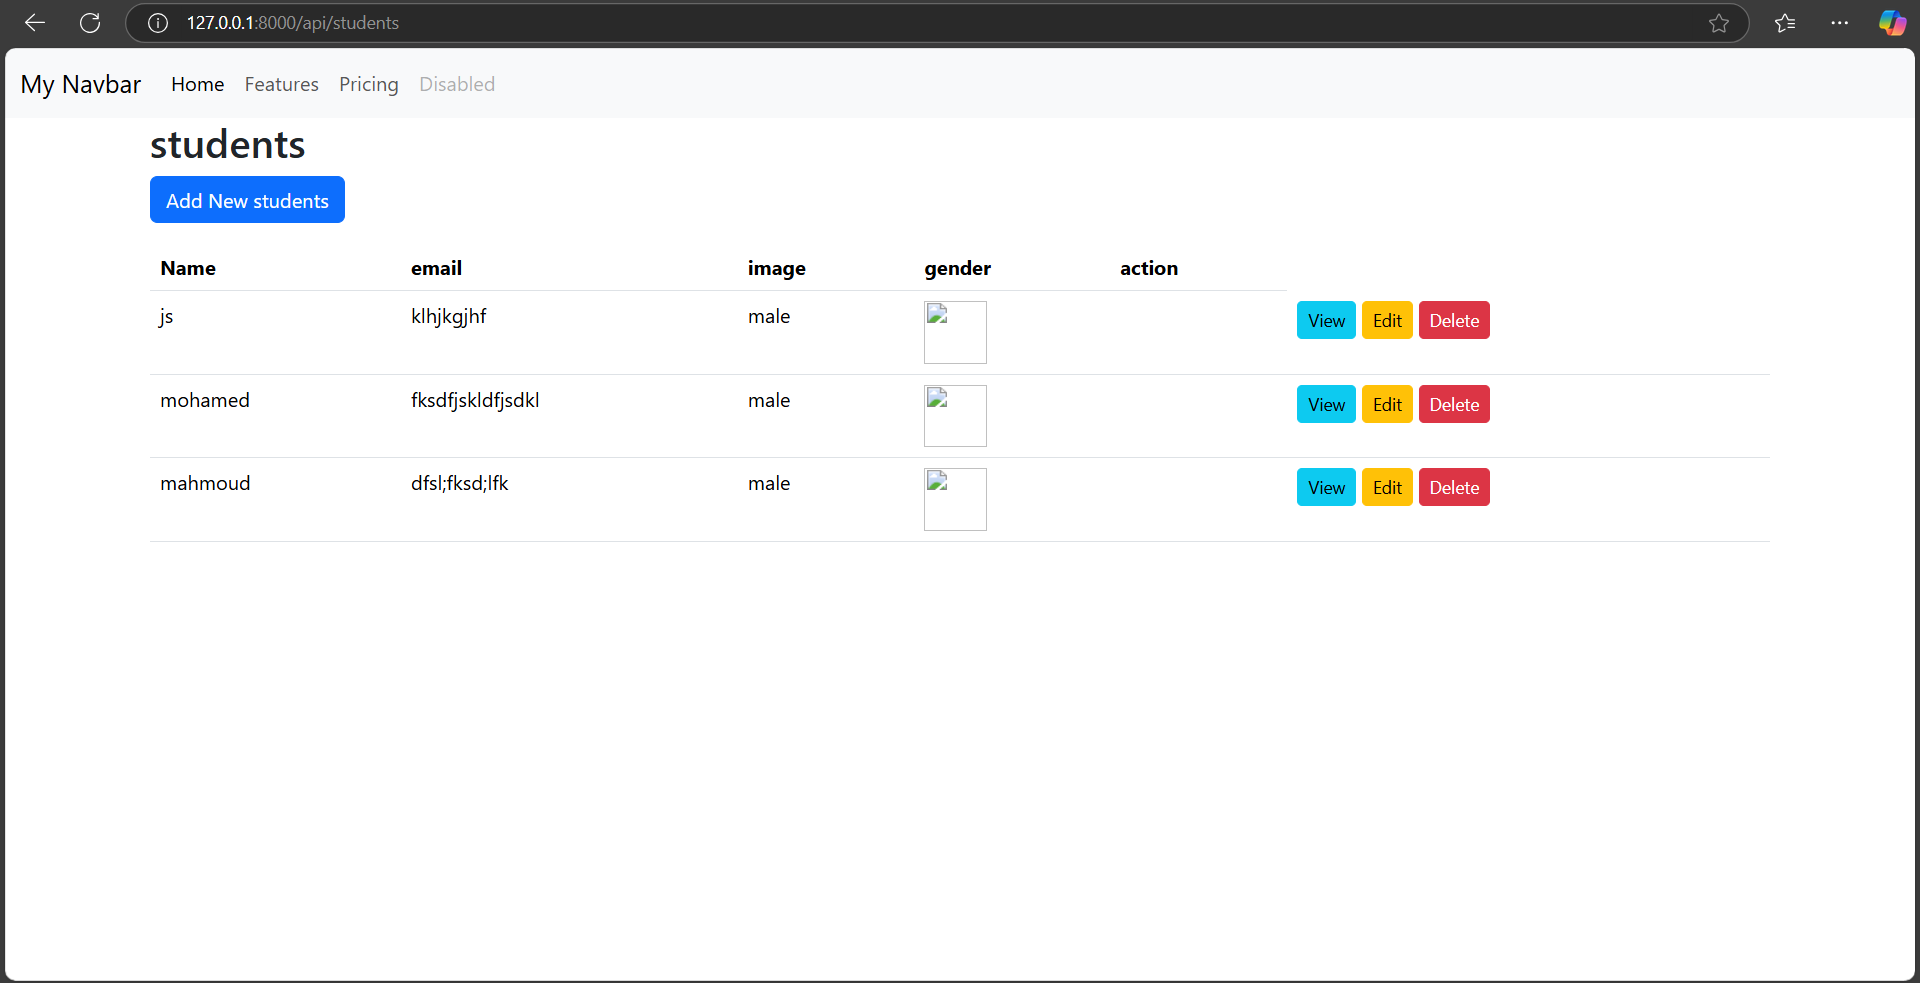 127.0.0.1:8000/api/students
My Navbar Home Features Pricing Disabled
students
Add New students
Name email image gender action
js klhjkgjhf male View Edit Delete
mohamed fksdfjskldfjsdkl male View Edit Delete
mahmoud dfsl;fksd;lfk male View Edit Delete